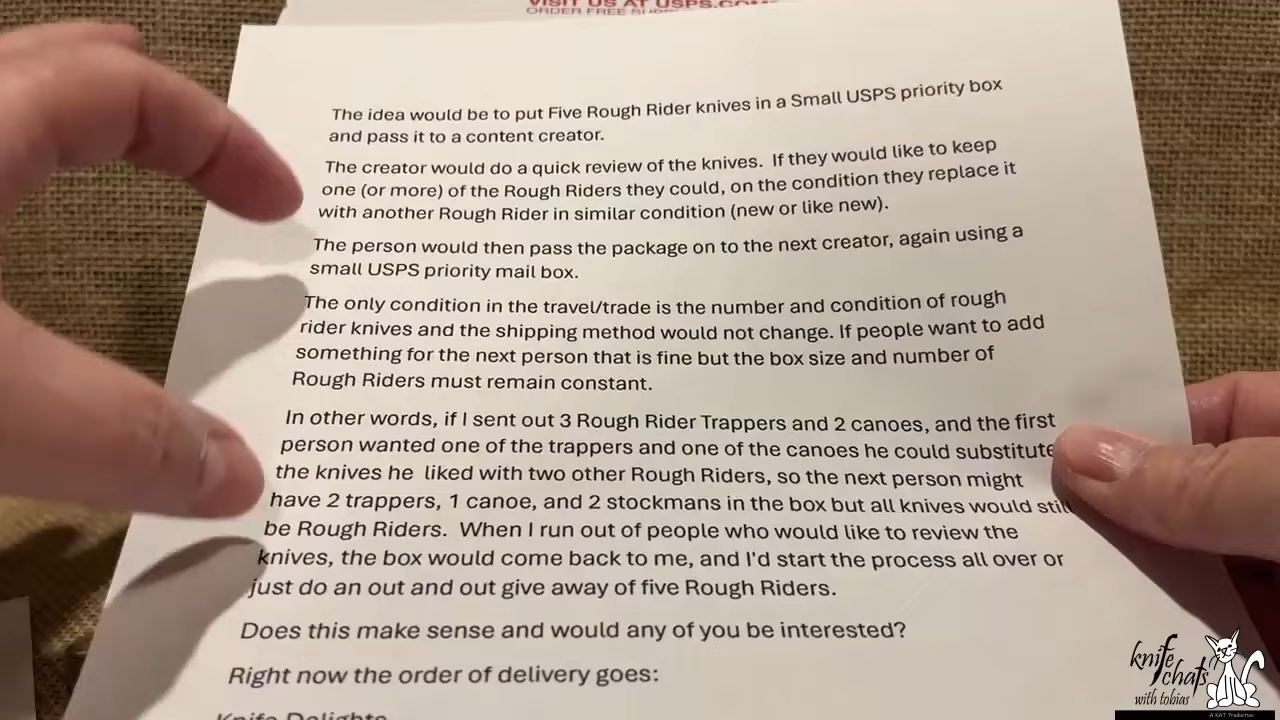 VISIT US AT USPS.COM
ORDER FREE
The idea would be to put Five Rough Rider knives in a Small USPS priority box
and pass it to a content creator.
The creator would do a quick review of the knives.  If they would like to keep
one (or more) of the Rough Riders they could, on the condition they replace it
with another Rough Rider in similar condition (new or like new).
The person would then pass the package on to the next creator, again using a
small USPS priority mail box.
The only condition in the travel/trade is the number and condition of rough
rider knives and the shipping method would not change. If people want to add
something for the next person that is fine but the box size and number of
Rough Riders must remain constant.
In other words, if I sent out 3 Rough Rider Trappers and 2 canoes, and the first
person wanted one of the trappers and one of the canoes he could substitute
the knives he  liked with two other Rough Riders, so the next person might
have 2 trappers, 1 canoe, and 2 stockmans in the box but all knives would still
be Rough Riders.  When I run out of people who would like to review the
knives, the box would come back to me, and I'd start the process all over or
just do an out and out give away of five Rough Riders.
Does this make sense and would any of you be interested?
Right now the order of delivery goes:
Knife Delights
knife
chats
with tobias
A KAT Production